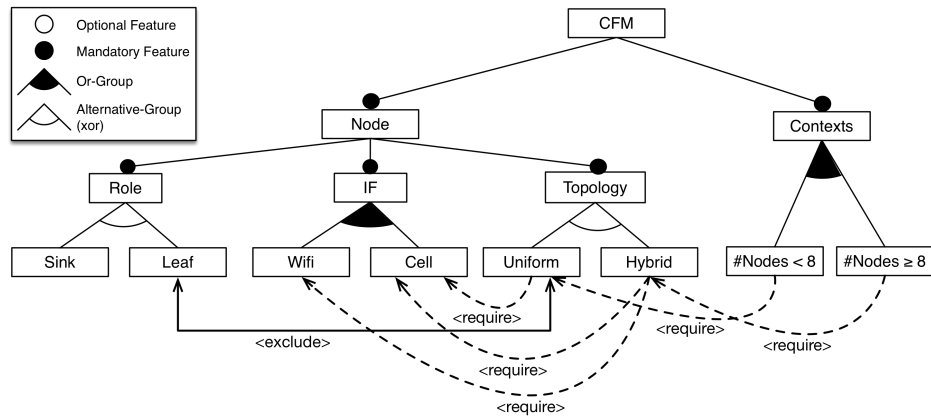 Optional Feature
Mandatory Feature
Or-Group
Alternative-Group
(xor)
CFM
Node
Contexts
Role
IF
Topology
Sink
Leaf
Wifi
Cell
Uniform
Hybrid
#Nodes < 8
#Nodes ≥ 8
<require>
<require>
<exclude>
<require>
<require>
<require>